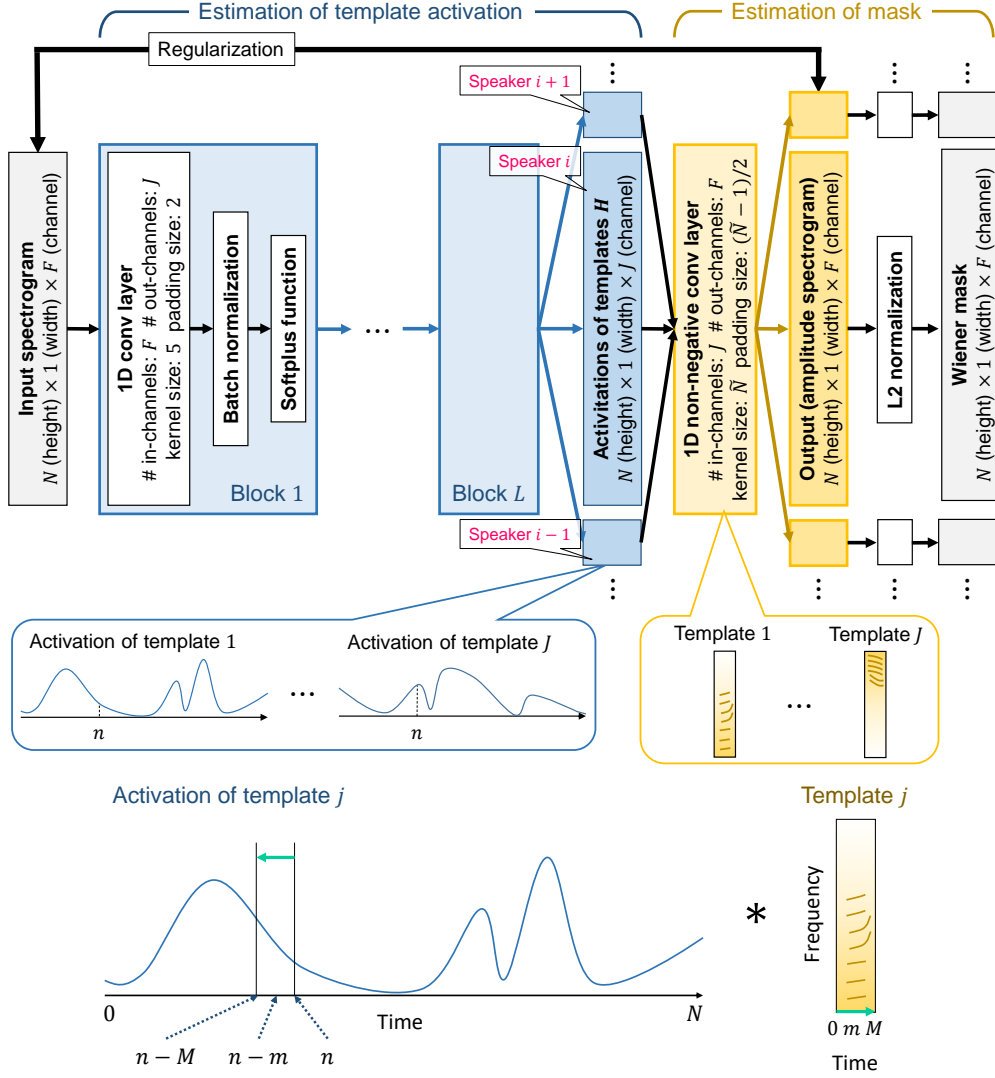 Estimation of template activation
Estimation of mask
Regularization
Speaker i + 1
Speaker i
Speaker i − 1
Input spectrogram
N (height) × 1 (width) × F (channel)
1D conv layer
# in-channels: F # out-channels: J
kernel size: 5 padding size: 2
Batch normalization
Softplus function
Block 1
...
Block L
Activitations of templates H
N (height) × 1 (width) × J (channel)
1D non-negative conv layer
# in-channels: J # out-channels: F
kernel size: Ñ padding size: (Ñ − 1)/2
Output (amplitude spectrogram)
N (height) × 1 (width) × F (channel)
L2 normalization
Wiener mask
N (height) × 1 (width) × F (channel)
Activation of template 1
n
...
Activation of template J
n
Template 1
...
Template J
Activation of template j
0
Time
N
n − M
n − m
n
*
Template j
Frequency
0 m M
Time